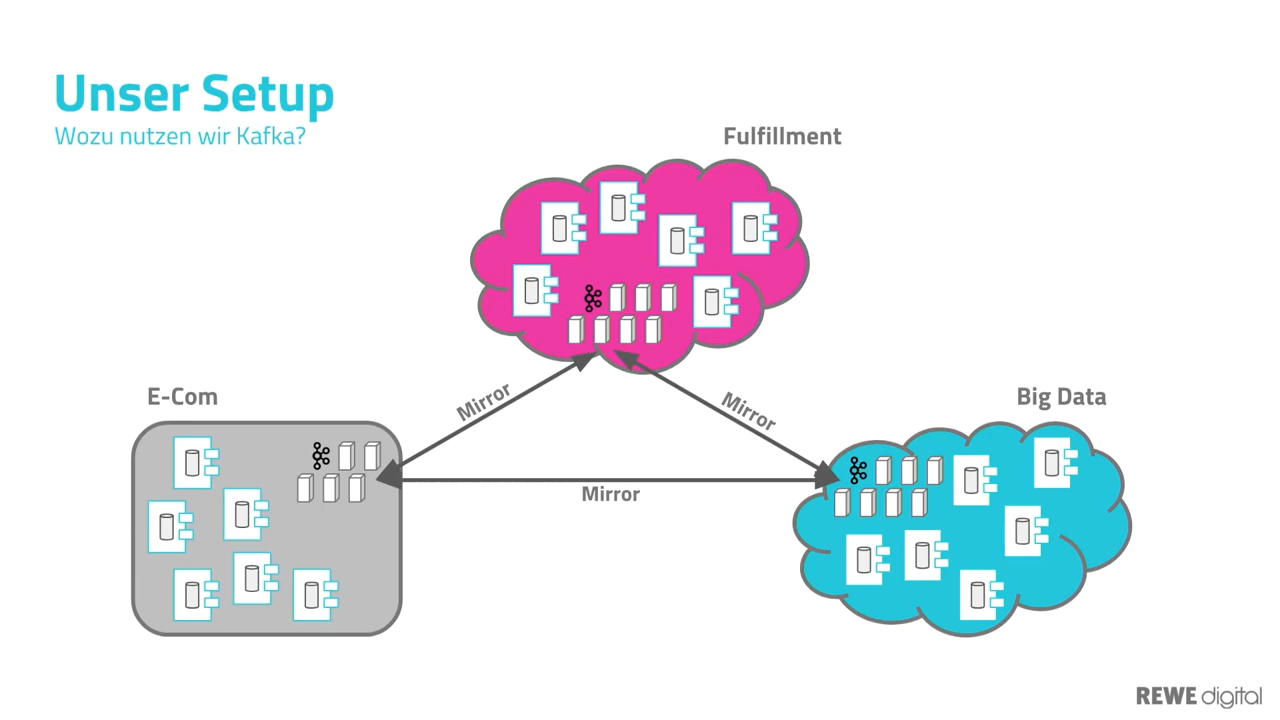 Unser Setup
Wozu nutzen wir Kafka?
Fulfillment
E-Com
Mirror
Mirror
Big Data
Mirror
REWE digital